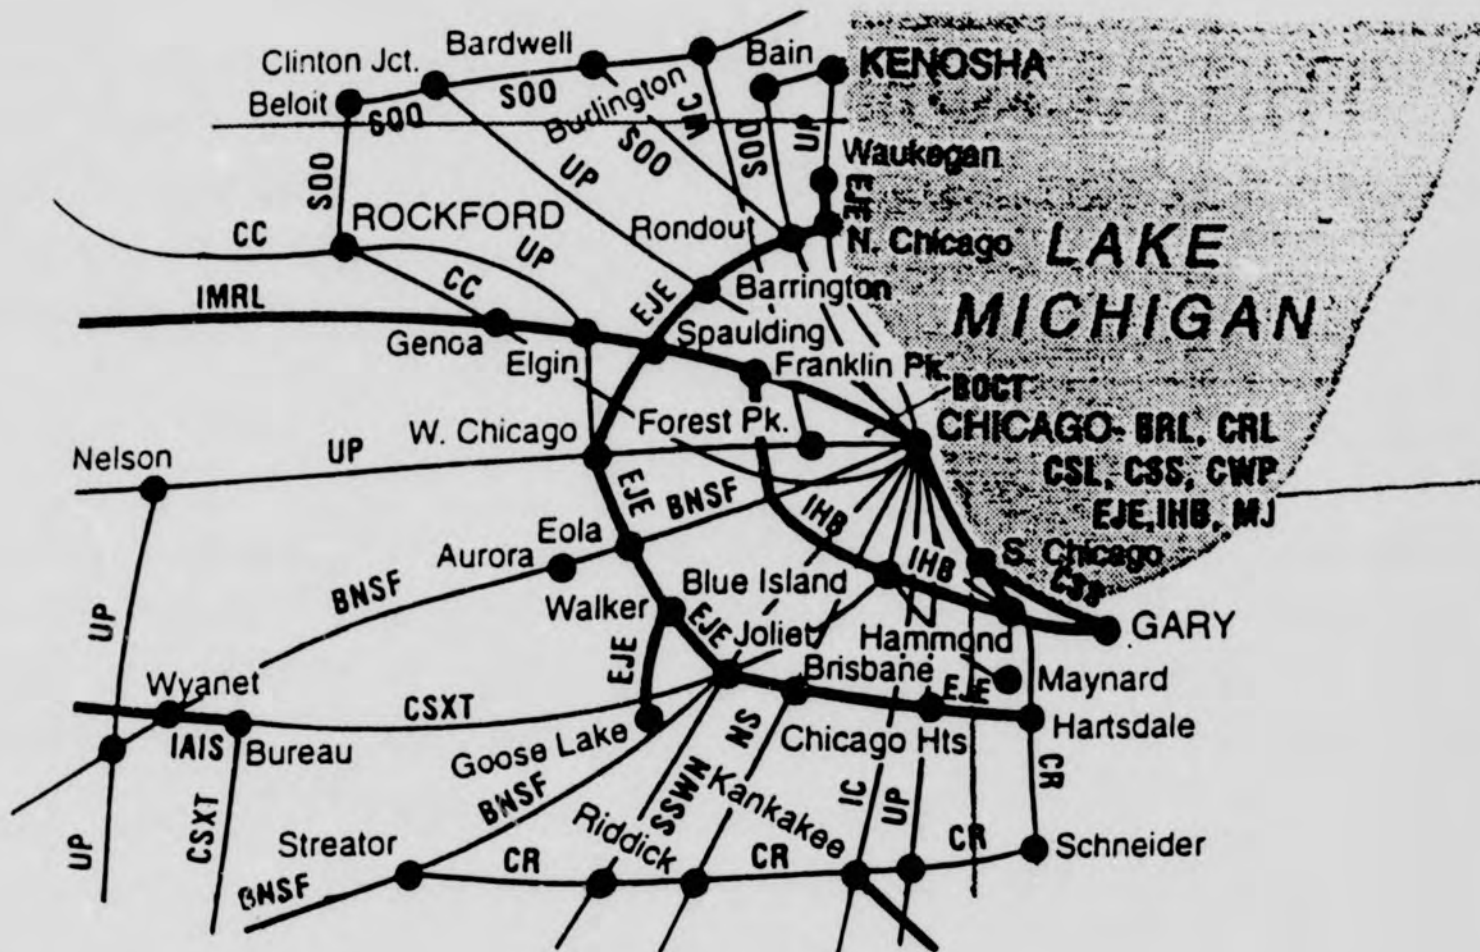 Bardwell
Clinton Jct.
Bain
KENOSHA
Beloit
SOO
SOO
Burlington
WC
SOO
SOO
UP
Waukegan
UP
SOO
EJE
ROCKFORD
Rondout
N. Chicago
CC
UP
LAKE
MICHIGAN
CC
IMRL
EJE
Barrington
Spaulding
Genoa
Elgin
Franklin Pk.
BOCT
Forest Pk.
CHICAGO- BRL, CRL
CSL, CSS, CWP
EJE,IHB, MJ
W. Chicago
Nelson
UP
EJE
BNSF
IHB
Eola
Aurora
IHB
S. Chicago
CSS
Blue Island
BNSF
Walker
EJE
Joliet
Hammond
GARY
UP
EJE
Brisbane
EJE
Maynard
Wyanet
CSXT
Hartsdale
IAIS
Bureau
Goose Lake
NS
Chicago Hts
CR
BNSF
SSWN
Kankakee
IC
UP
CSXT
UP
Streator
Riddick
CR
CR
CR
Schneider
BNSF